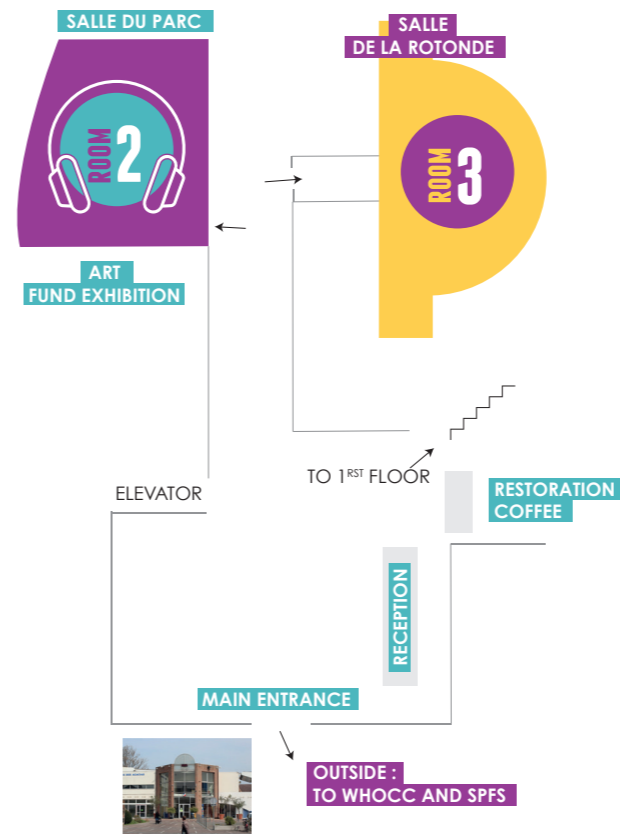 SALLE DU PARC
SALLE
DE LA ROTONDE
ROOM 2
ROOM 3
ART
FUND EXHIBITION
TO 1RST FLOOR
ELEVATOR
RESTORATION
COFFEE
RECEPTION
MAIN ENTRANCE
OUTSIDE :
TO WHOCC AND SPFS